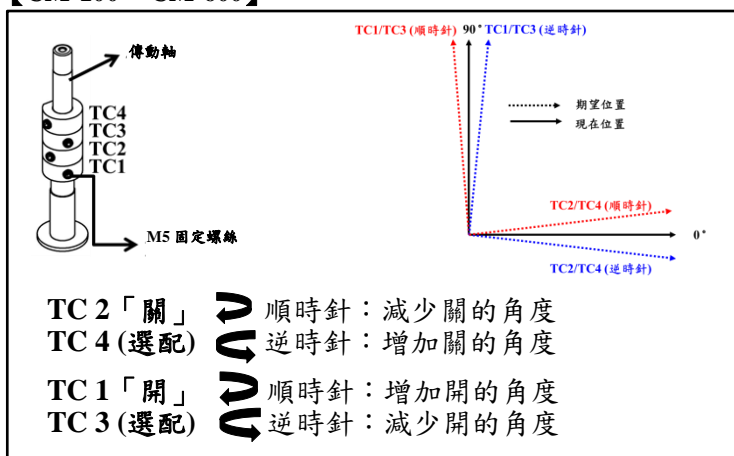 傳動軸
TC4
TC3
TC2
TC1
M5 固定螺絲
TC1/TC3 (順時針) 90° TC1/TC3 (逆時針)
期望位置
現在位置
TC2/TC4 (順時針)
0°
TC2/TC4 (逆時針)
TC 2「關」 順時針：減少關的角度
TC 4 (選配) 逆時針：增加關的角度
TC 1「開」 順時針：增加開的角度
TC 3 (選配) 逆時針：減少開的角度